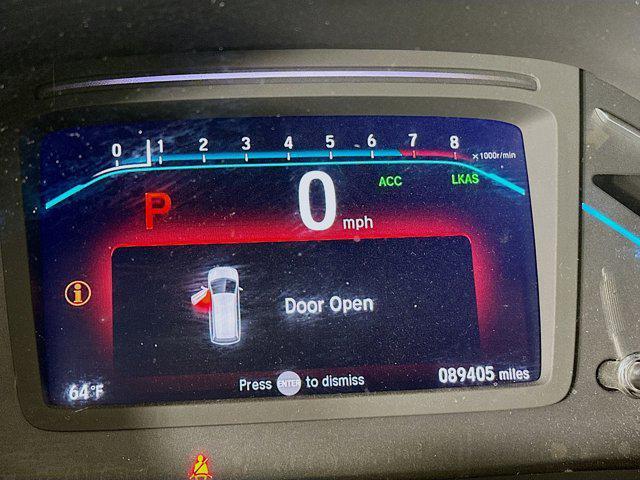 0 1 2 3 4 5 6 7 8 x1000r/min
P 0 mph ACC LKAS
i Door Open
64°F Press ENTER to dismiss 089405 miles